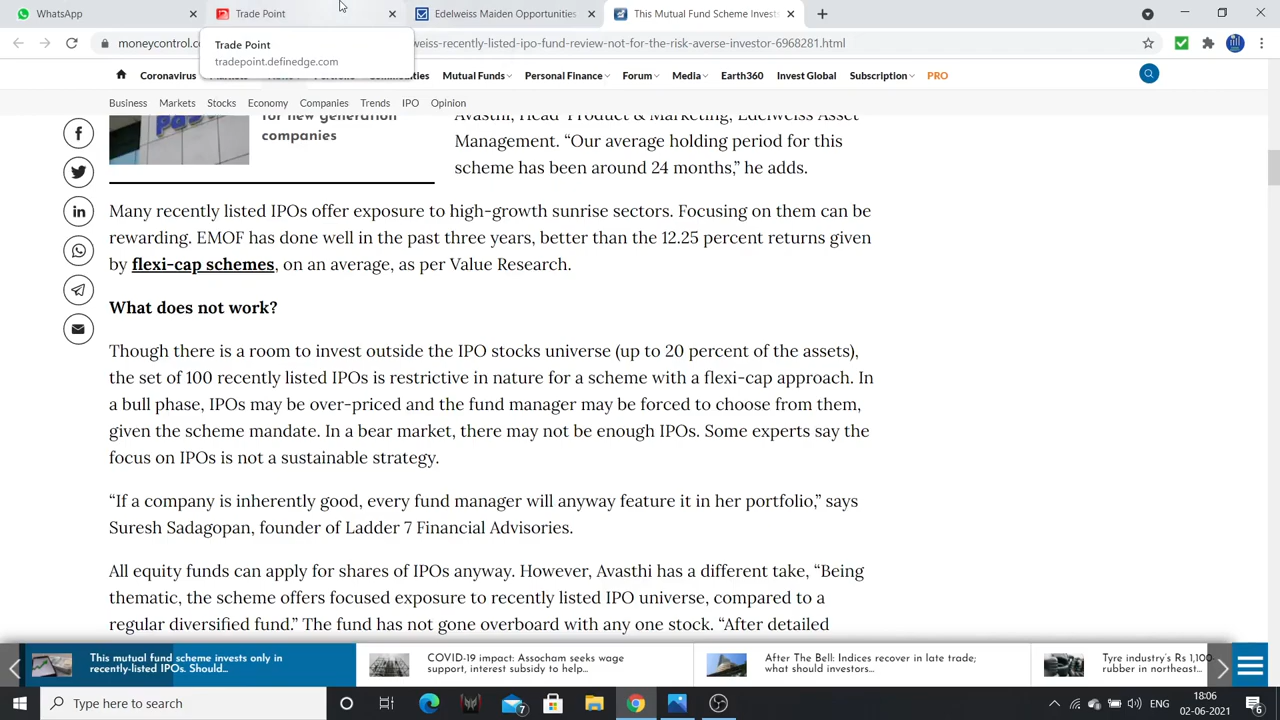 WhatsApp
Trade Point
Edelweiss Maiden Opportunities
This Mutual Fund Scheme Invest
moneycontrol.c
eiss-recently-listed-ipo-fund-review-not-for-the-risk-averse-investor-6968281.html
Trade Point
tradepoint.definedge.com
Coronavirus
Mutual Funds
Personal Finance
Forum
Media
Earth360
Invest Global
Subscription
PRO
Business
Markets
Stocks
Economy
Companies
Trends
IPO
Opinion
for new generation
companies
Avasthi, Head-Product & Marketing, Edelweiss Asset
Management. “Our average holding period for this
scheme has been around 24 months,” he adds.
Many recently listed IPOs offer exposure to high-growth sunrise sectors. Focusing on them can be
rewarding. EMOF has done well in the past three years, better than the 12.25 percent returns given
by flexi-cap schemes, on an average, as per Value Research.
What does not work?
Though there is a room to invest outside the IPO stocks universe (up to 20 percent of the assets),
the set of 100 recently listed IPOs is restrictive in nature for a scheme with a flexi-cap approach. In
a bull phase, IPOs may be over-priced and the fund manager may be forced to choose from them,
given the scheme mandate. In a bear market, there may not be enough IPOs. Some experts say the
focus on IPOs is not a sustainable strategy.
“If a company is inherently good, every fund manager will anyway feature it in her portfolio,” says
Suresh Sadagopan, founder of Ladder 7 Financial Advisories.
All equity funds can apply for shares of IPOs anyway. However, Avasthi has a different take, “Being
thematic, the scheme offers focused exposure to recently listed IPO universe, compared to a
regular diversified fund.” The fund has not gone overboard with any one stock. “After detailed
This mutual fund scheme invests only in
recently-listed IPOs. Should...
COVID-19 impact: Assocham seeks wage
support, interest subsidy to help...
After The Bell: Indices recover in late trade;
what should investors...
Tyre industry's Rs 1,100-
rubber in northeast...
Type here to search
7
ENG
18:06
02-06-2021
6